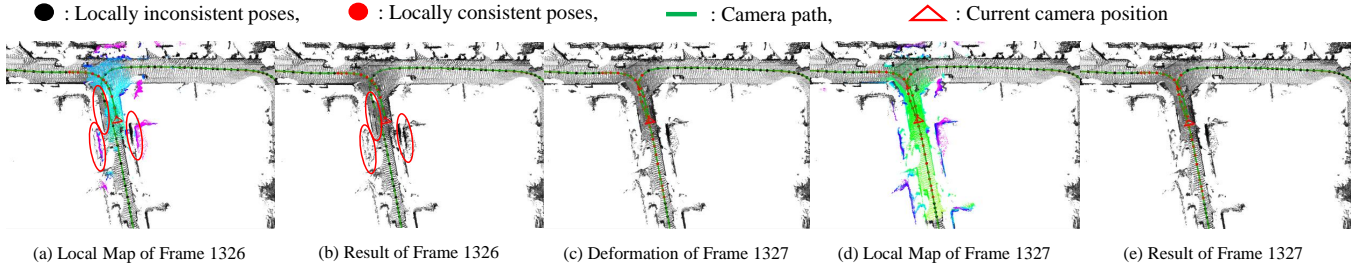 : Locally inconsistent poses, : Locally consistent poses, : Camera path, : Current camera position
(a) Local Map of Frame 1326 (b) Result of Frame 1326 (c) Deformation of Frame 1327 (d) Local Map of Frame 1327 (e) Result of Frame 1327